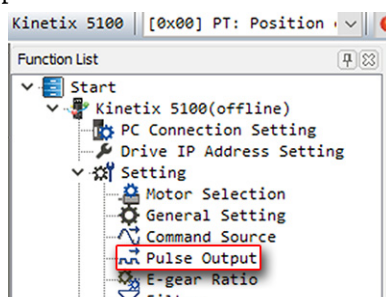 Kinetix 5100 [0x00] PT: Position
Function List
Start
Kinetix 5100(offline)
PC Connection Setting
Drive IP Address Setting
Setting
Motor Selection
General Setting
Command Source
Pulse Output
E-gear Ratio